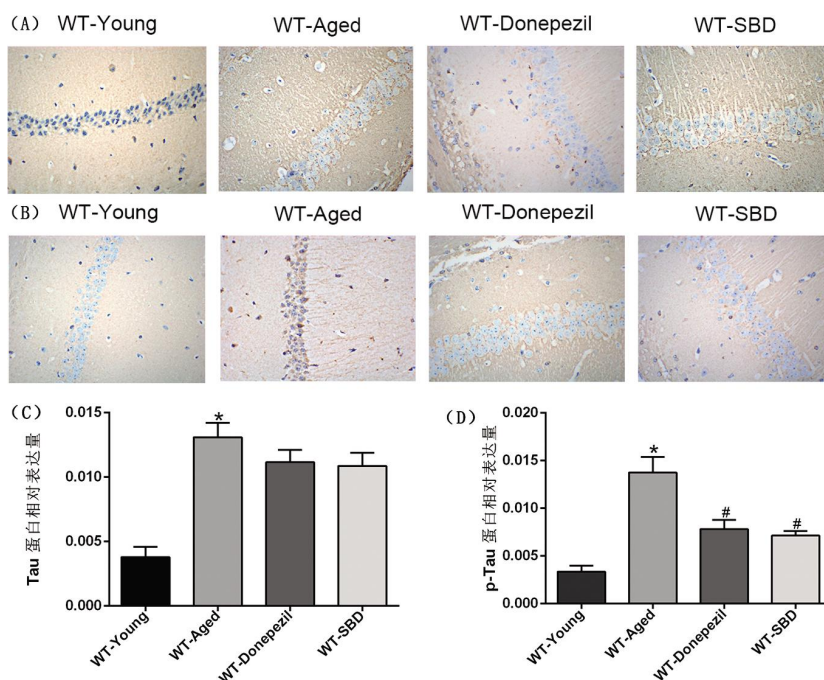 (A) WT-Young WT-Aged WT-Donepezil WT-SBD
(B) WT-Young WT-Aged WT-Donepezil WT-SBD
(C)
Tau 蛋白相对表达量
0.015
0.010
0.005
0.000
*
WT-Young
WT-Aged
WT-Donepezil
WT-SBD
(D)
p-Tau 蛋白相对表达量
0.020
0.015
0.010
0.005
0.000
*
#
#
WT-Young
WT-Aged
WT-Donepezil
WT-SBD